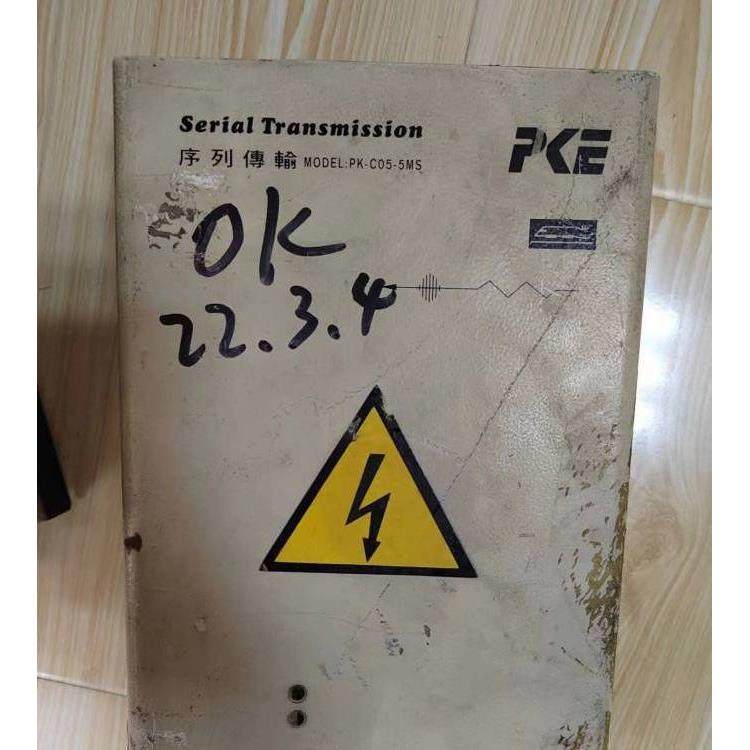 Serial Transmission
PKE
序列傳輸 MODEL:PK-C05-5MS
OK
22.3.4